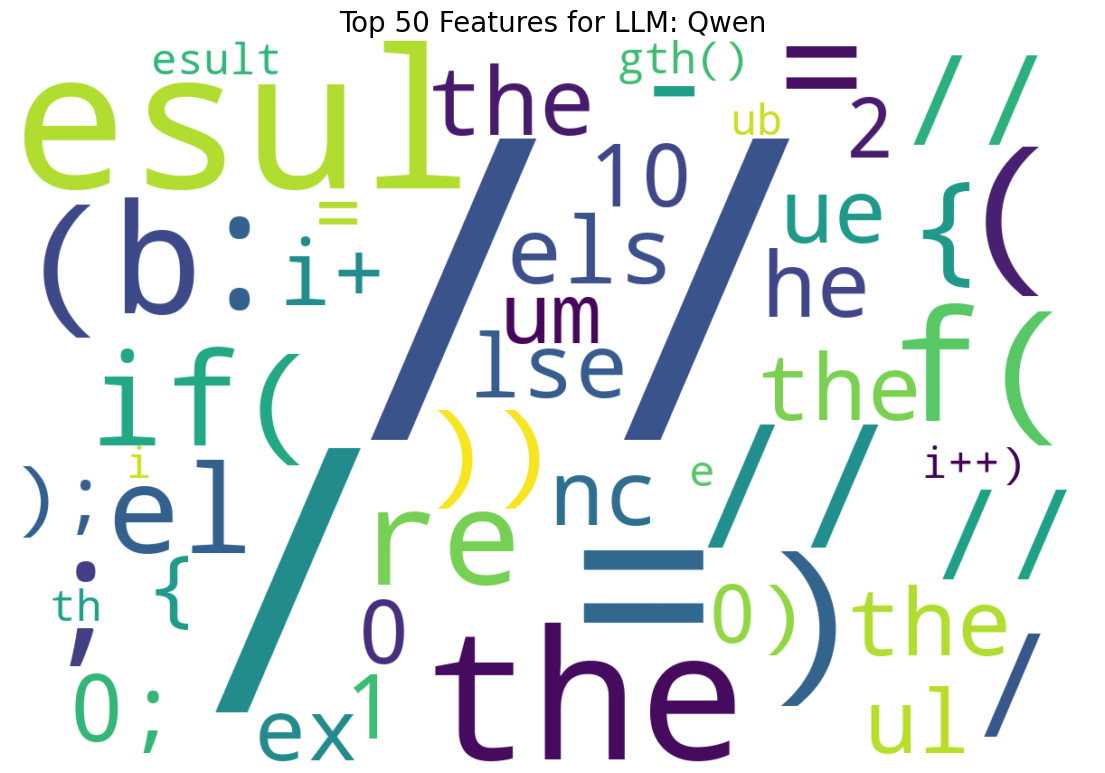 Top 50 Features for LLM: Qwen
esult
gth()
=
//
esul
the
-
ub
2
//
10
=
ue
{
(
(b:
i+
els
he
um
lse
the
f(
if(
i
))
nc
e
//
i++)
);
el
/
re
//
=
)
;
th
{
0
0)
the
the
/
0;
ex
1
ul